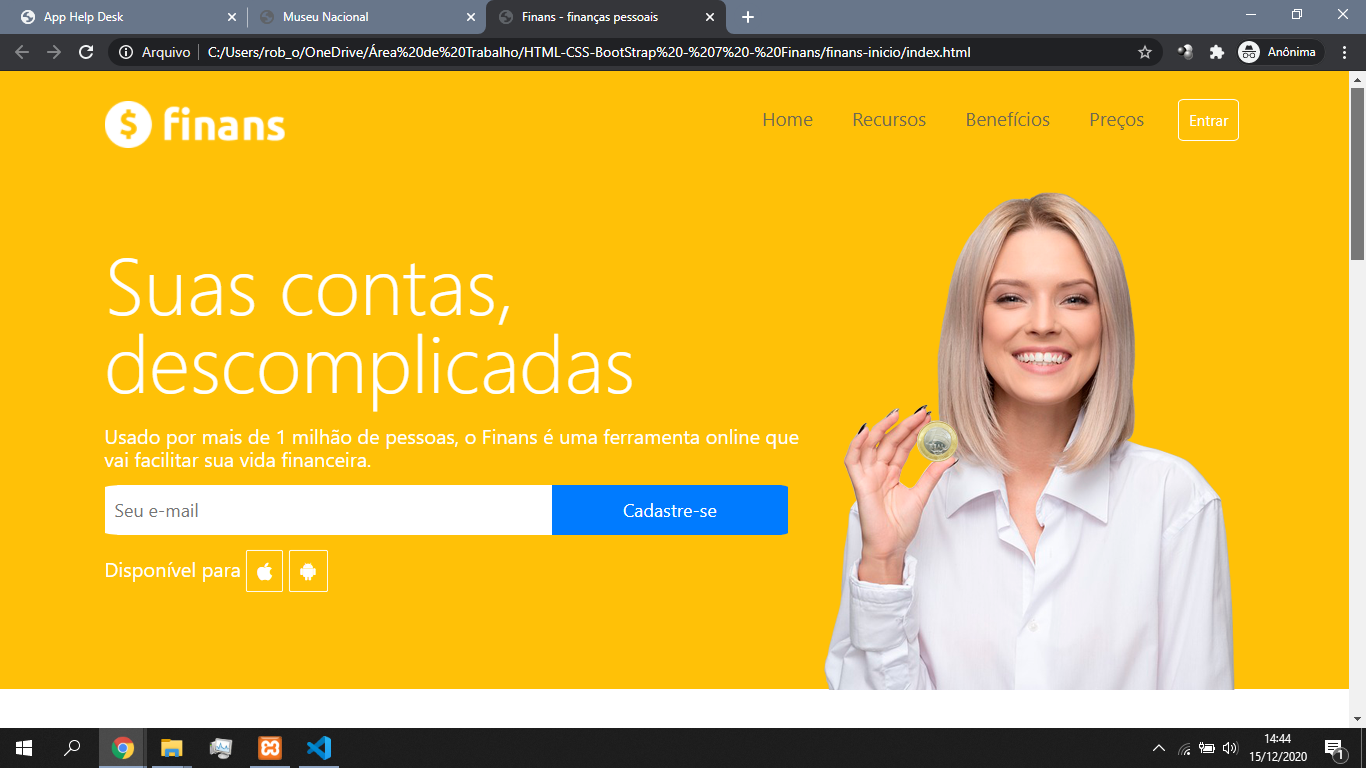 App Help Desk
Museu Nacional
Finans - finanças pessoais
Arquivo
C:/Users/rob_o/OneDrive/Área%20de%20Trabalho/HTML-CSS-BootStrap%20-%207%20-%20Finans/finans-inicio/index.html
Anônima
$ finans
Home
Recursos
Benefícios
Preços
Entrar
Suas contas,
descomplicadas
Usado por mais de 1 milhão de pessoas, o Finans é uma ferramenta online que
vai facilitar sua vida financeira.
Seu e-mail
Cadastre-se
Disponível para
14:44
15/12/2020
1